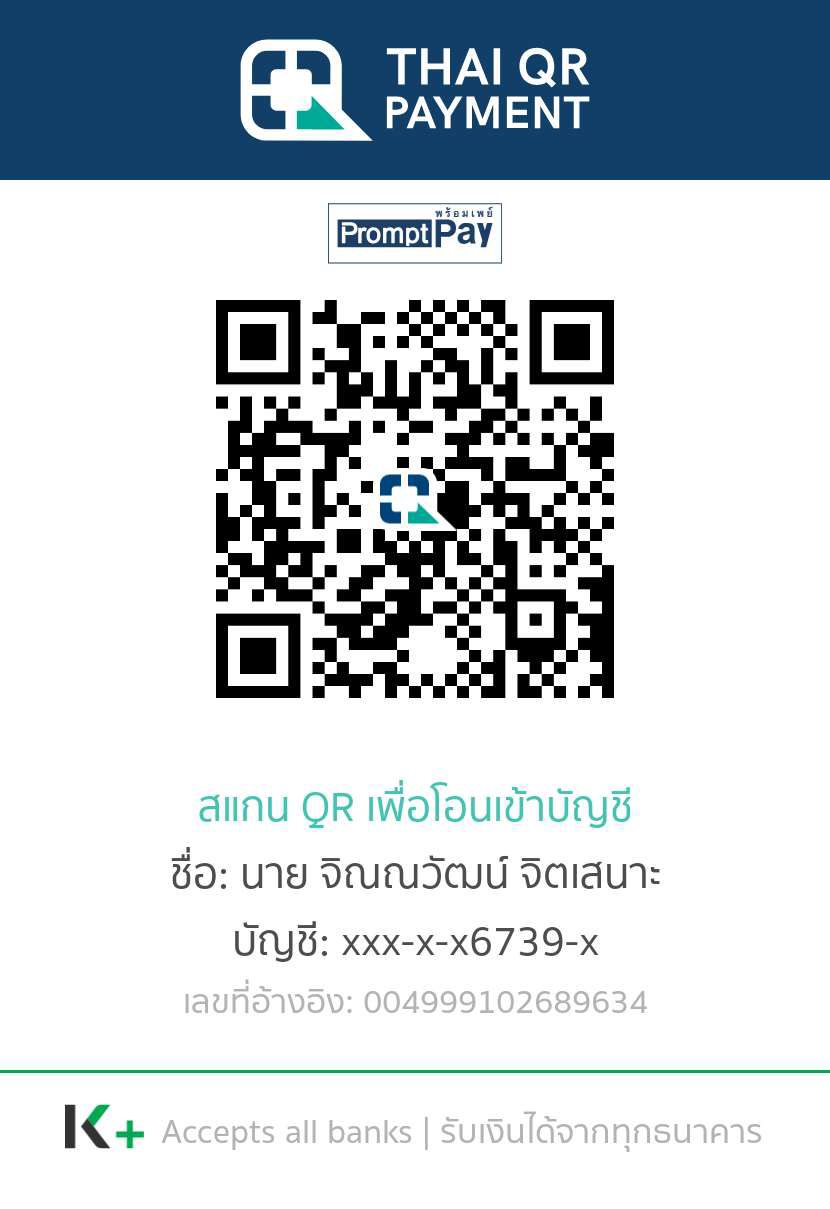 THAI QR
PAYMENT
พร้อมเพย์
PromptPay
สแกน QR เพื่อโอนเข้าบัญชี
ชื่อ: นาย จิณณวัฒน์ จิตเสนาะ
บัญชี: xxx-x-x6739-x
เลขที่อ้างอิง: 004999102689634
K+ Accepts all banks | รับเงินได้จากทุกธนาคาร